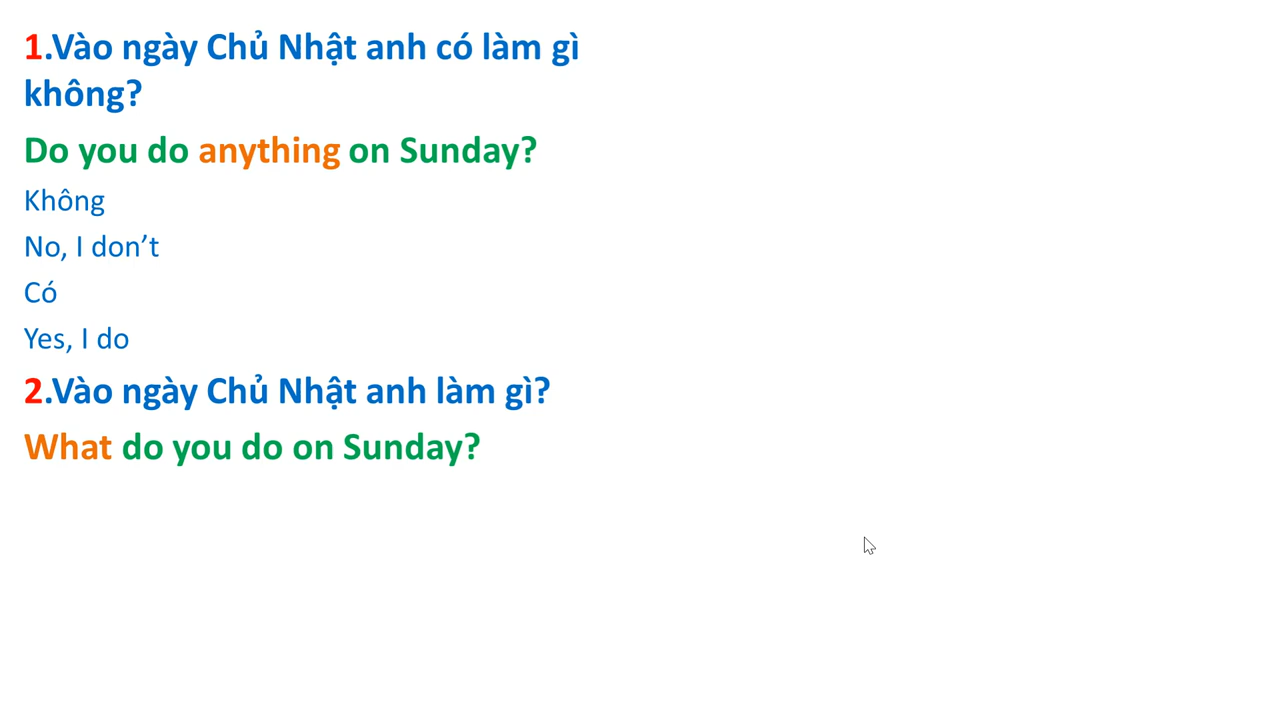 1.Vào ngày Chủ Nhật anh có làm gì
không?
Do you do anything on Sunday?
Không
No, I don’t
Có
Yes, I do
2.Vào ngày Chủ Nhật anh làm gì?
What do you do on Sunday?